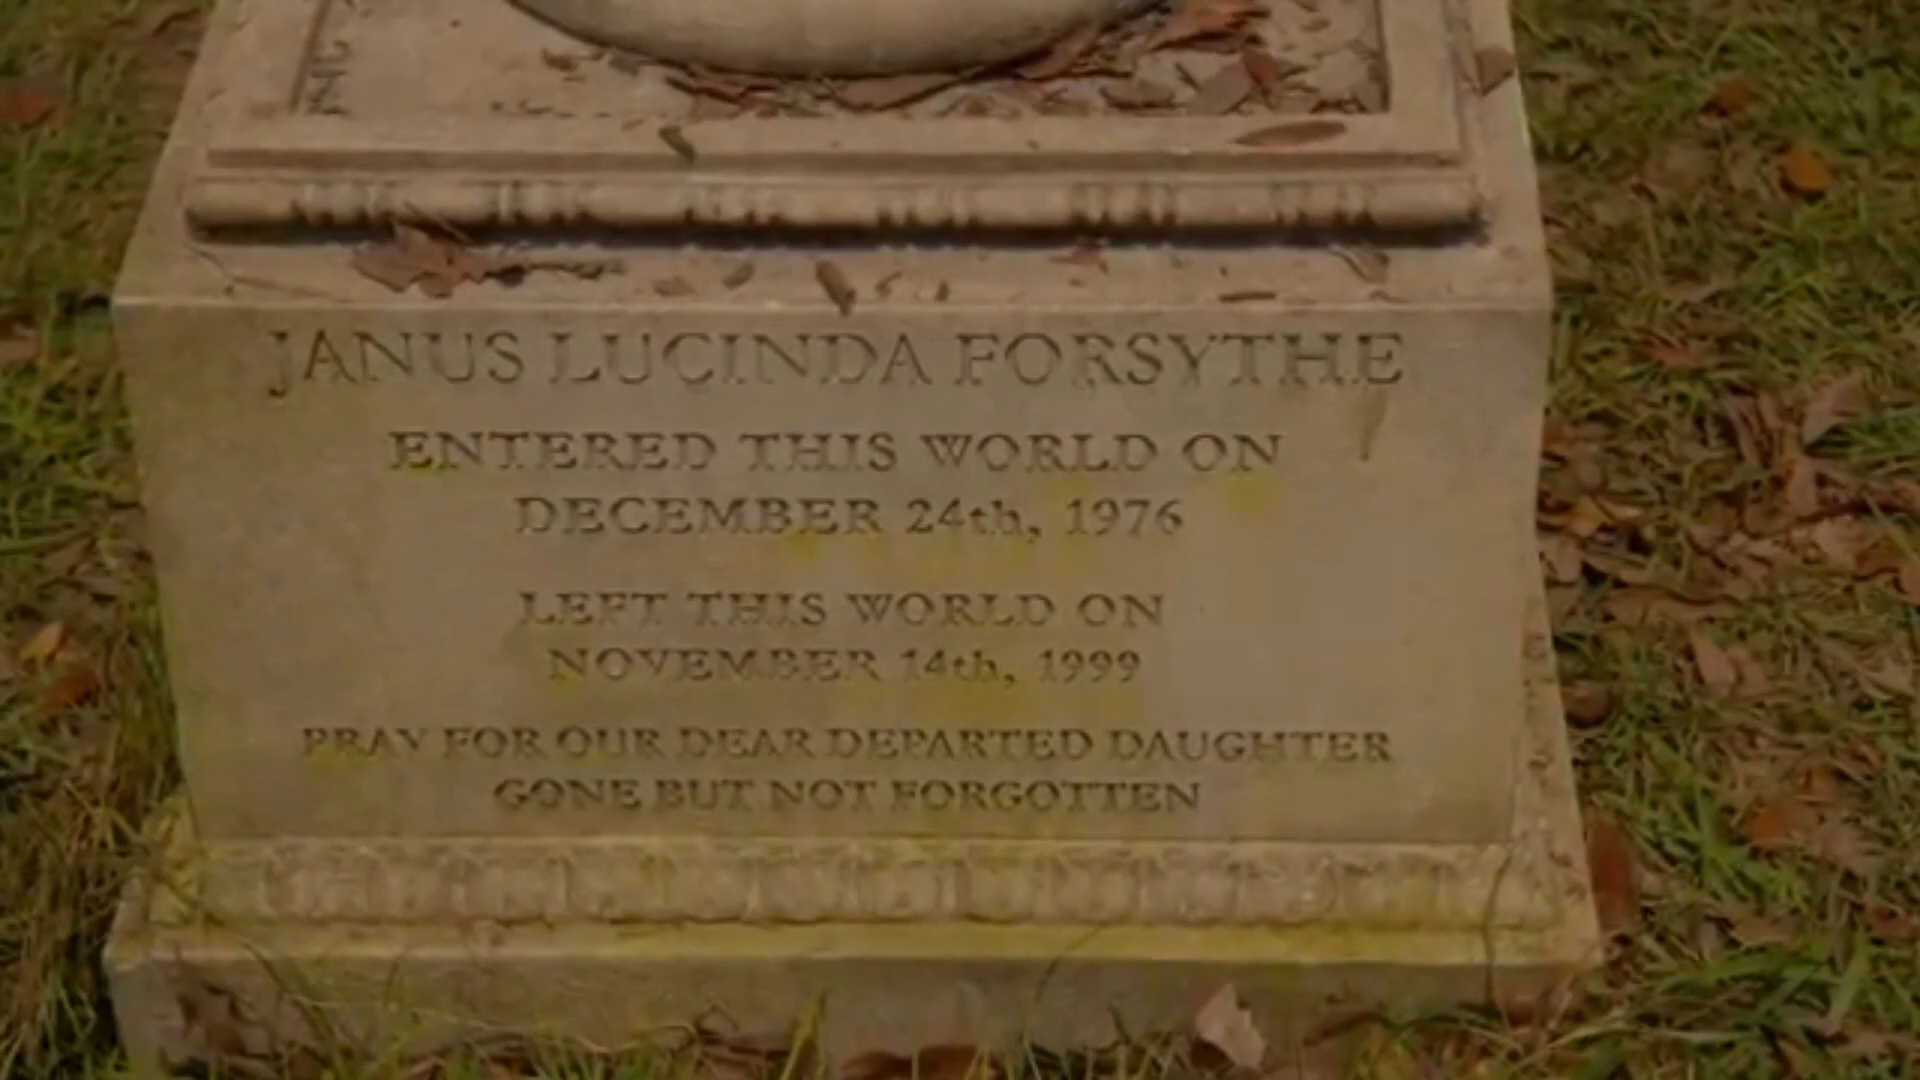 JANUS LUCINDA FORSYTHE
ENTERED THIS WORLD ON
DECEMBER 24th, 1976
LEFT THIS WORLD ON
NOVEMBER 14th, 1999
PRAY FOR OUR DEAR DEPARTED DAUGHTER
GONE BUT NOT FORGOTTEN